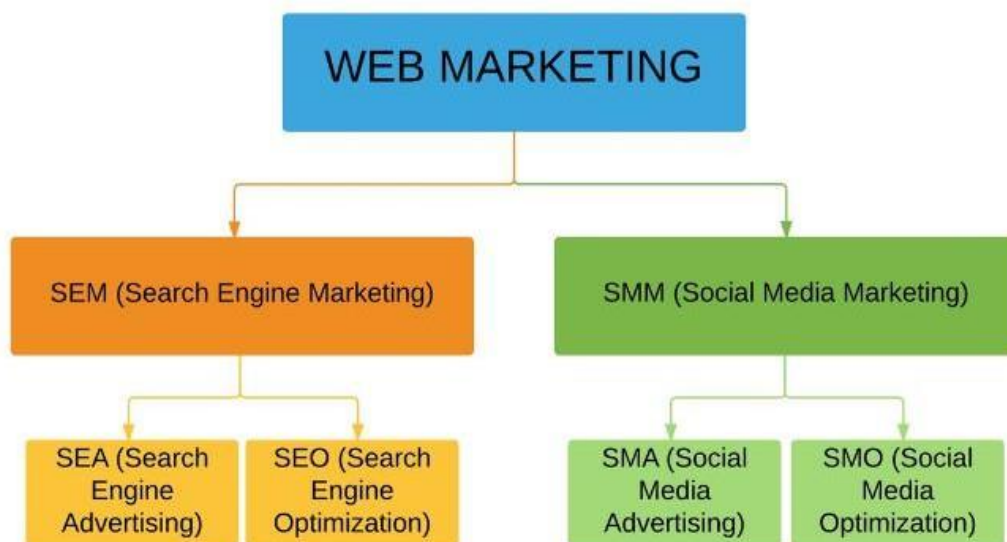 WEB MARKETING
SEM (Search Engine Marketing)
SMM (Social Media Marketing)
SEA (Search
Engine
Advertising)
SEO (Search
Engine
Optimization)
SMA (Social
Media
Advertising)
SMO (Social
Media
Optimization)